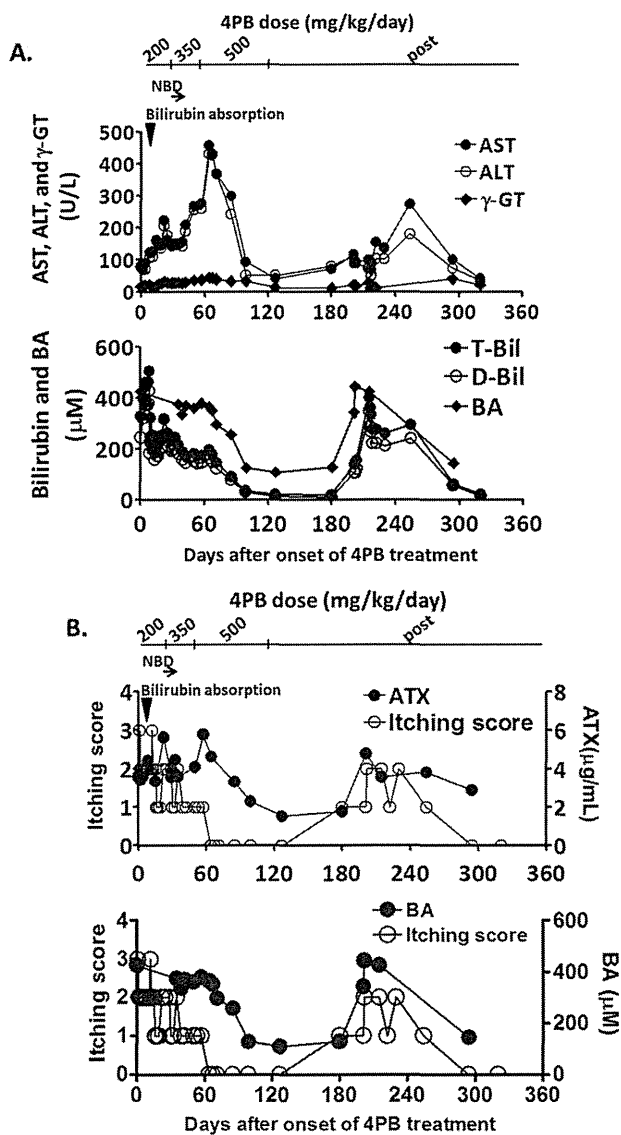 4PB dose (mg/kg/day)
A.
200 350 500 post
NBD
Bilirubin absorption
AST, ALT, and γ-GT
(U/L)
500
400
300
200
100
0
AST
ALT
γ-GT
0 60 120 180 240 300 360
Bilirubin and BA
(μM)
600
400
200
0
T-Bil
D-Bil
BA
0 60 120 180 240 300 360
Days after onset of 4PB treatment
4PB dose (mg/kg/day)
B.
200 350 500 post
NBD
Bilirubin absorption
Itching score
4
3
2
1
0
ATX
Itching score
8
6
4
2
0
ATX(μg/mL)
0 60 120 180 240 300 360
Itching score
4
3
2
1
0
BA
Itching score
600
400
200
0
BA
(μM)
0 60 120 180 240 300 360
Days after onset of 4PB treatment